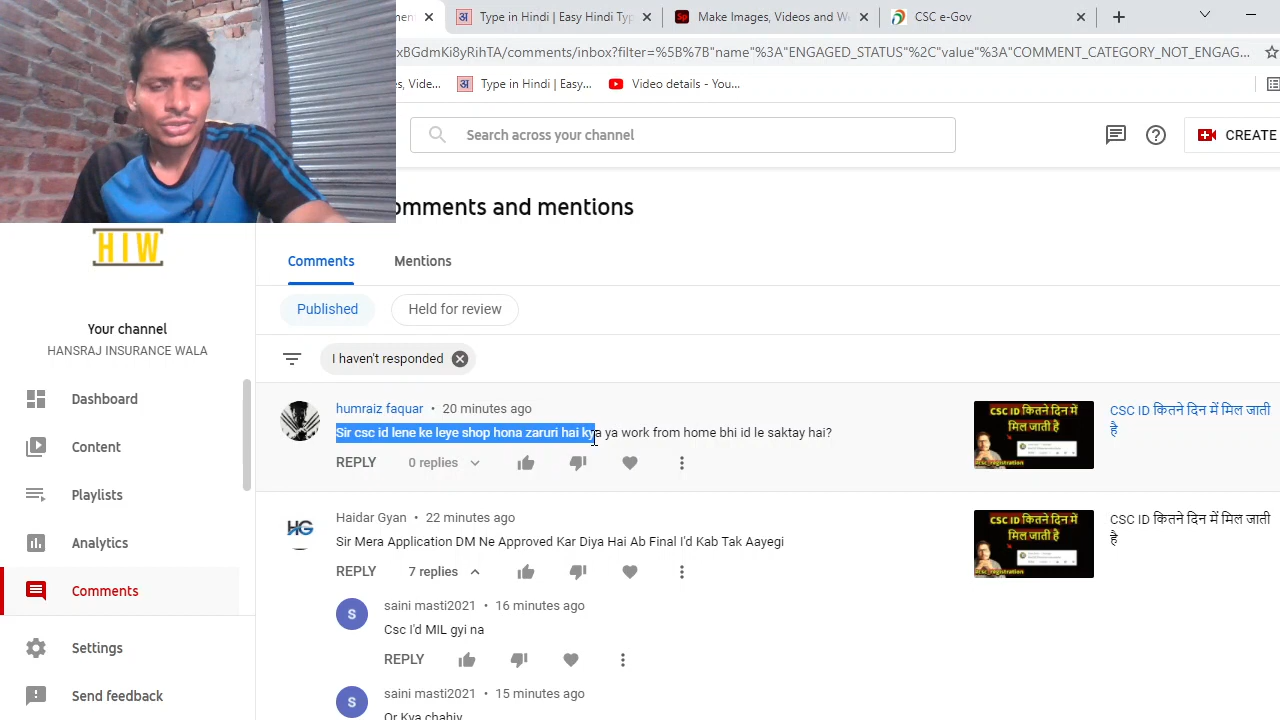 Type in Hindi | Easy Hindi Typ
Make Images, Videos and W
CSC E-Gov
xBGdmKi8yRihTA/comments/inbox?filter=%5B%7B"name"%3A"ENGAGED_STATUS"%2C"value"%3A"COMMENT_CATEGORY_NOT_ENGAG...
s, Vide...
Type in Hindi | Easy...
Video details - You...
Search across your channel
CREATE
omments and mentions
HIW
Comments
Mentions
Published
Held for review
Your channel
HANSRAJ INSURANCE WALA
I haven't responded
Dashboard
Content
Playlists
Analytics
Comments
Settings
Send feedback
humraiz faquar • 20 minutes ago
Sir csc id lene ke leye shop hona zaruri hai kya ya work from home bhi id le saktay hai?
REPLY 0 replies
CSC ID कितने दिन में
मिल जाती है
CSC ID कितने दिन में मिल जाती
है
HG
Haidar Gyan • 22 minutes ago
Sir Mera Application DM Ne Approved Kar Diya Hai Ab Final I'd Kab Tak Aayegi
REPLY 7 replies
CSC ID कितने दिन में
मिल जाती है
CSC ID कितने दिन में मिल जाती
है
S
saini masti2021 • 16 minutes ago
Csc I'd MIL gyi na
REPLY
S
saini masti2021 • 15 minutes ago
Or Kya chahiy